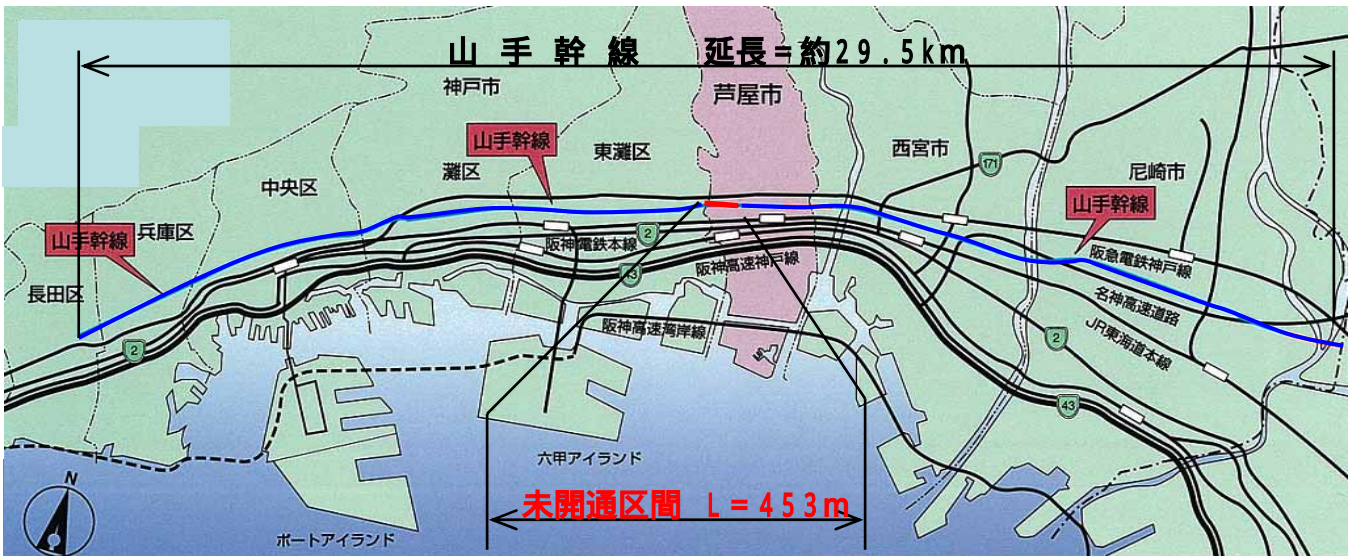 山手幹線 延長=約29.5km
神戸市
芦屋市
山手幹線
東灘区
西宮市
171
灘区
尼崎市
中央区
山手幹線
山手幹線
兵庫区
2
阪神電鉄本線
阪急電鉄神戸線
阪神高速神戸線
43
長田区
名神高速道路
阪神高速湾岸線
JR東海道本線
2
2
43
六甲アイランド
N
未開通区間 L=453m
ポートアイランド